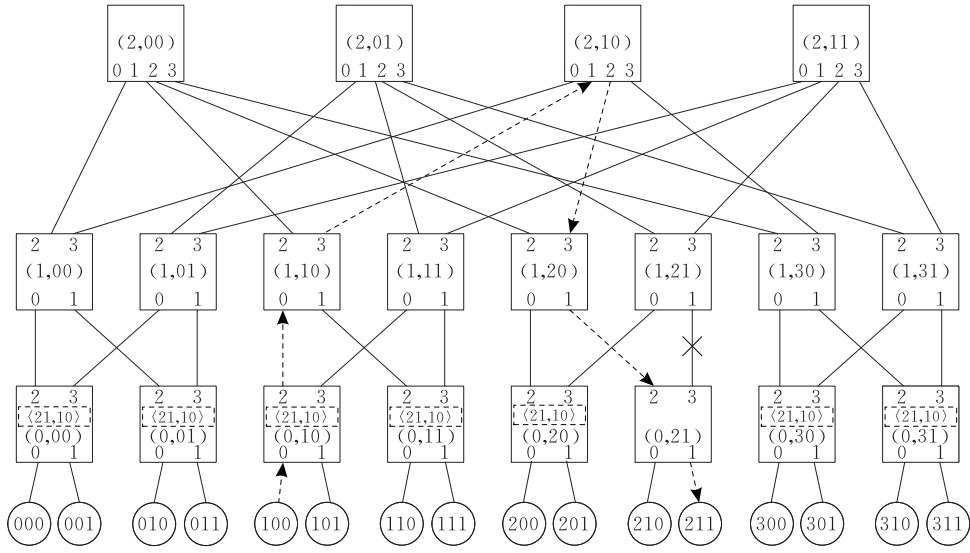 (2,00) (2,01) (2,10) (2,11)
0 1 2 3 0 1 2 3 0 1 2 3 0 1 2 3
2 3 2 3 2 3 2 3 2 3 2 3 2 3 2 3
(1,00) (1,01) (1,10) (1,11) (1,20) (1,21) (1,30) (1,31)
0 1 0 1 0 1 0 1 0 1 0 1 0 1 0 1
2 3 2 3 2 3 2 3 2 3 2 3 2 3 2 3
⟨21,10⟩ ⟨21,10⟩ ⟨21,10⟩ ⟨21,10⟩ ⟨21,10⟩ ⟨21,10⟩ ⟨21,10⟩
(0,00) (0,01) (0,10) (0,11) (0,20) (0,21) (0,30) (0,31)
0 1 0 1 0 1 0 1 0 1 0 1 0 1 0 1
000 001 010 011 100 101 110 111 200 201 210 211 300 301 310 311